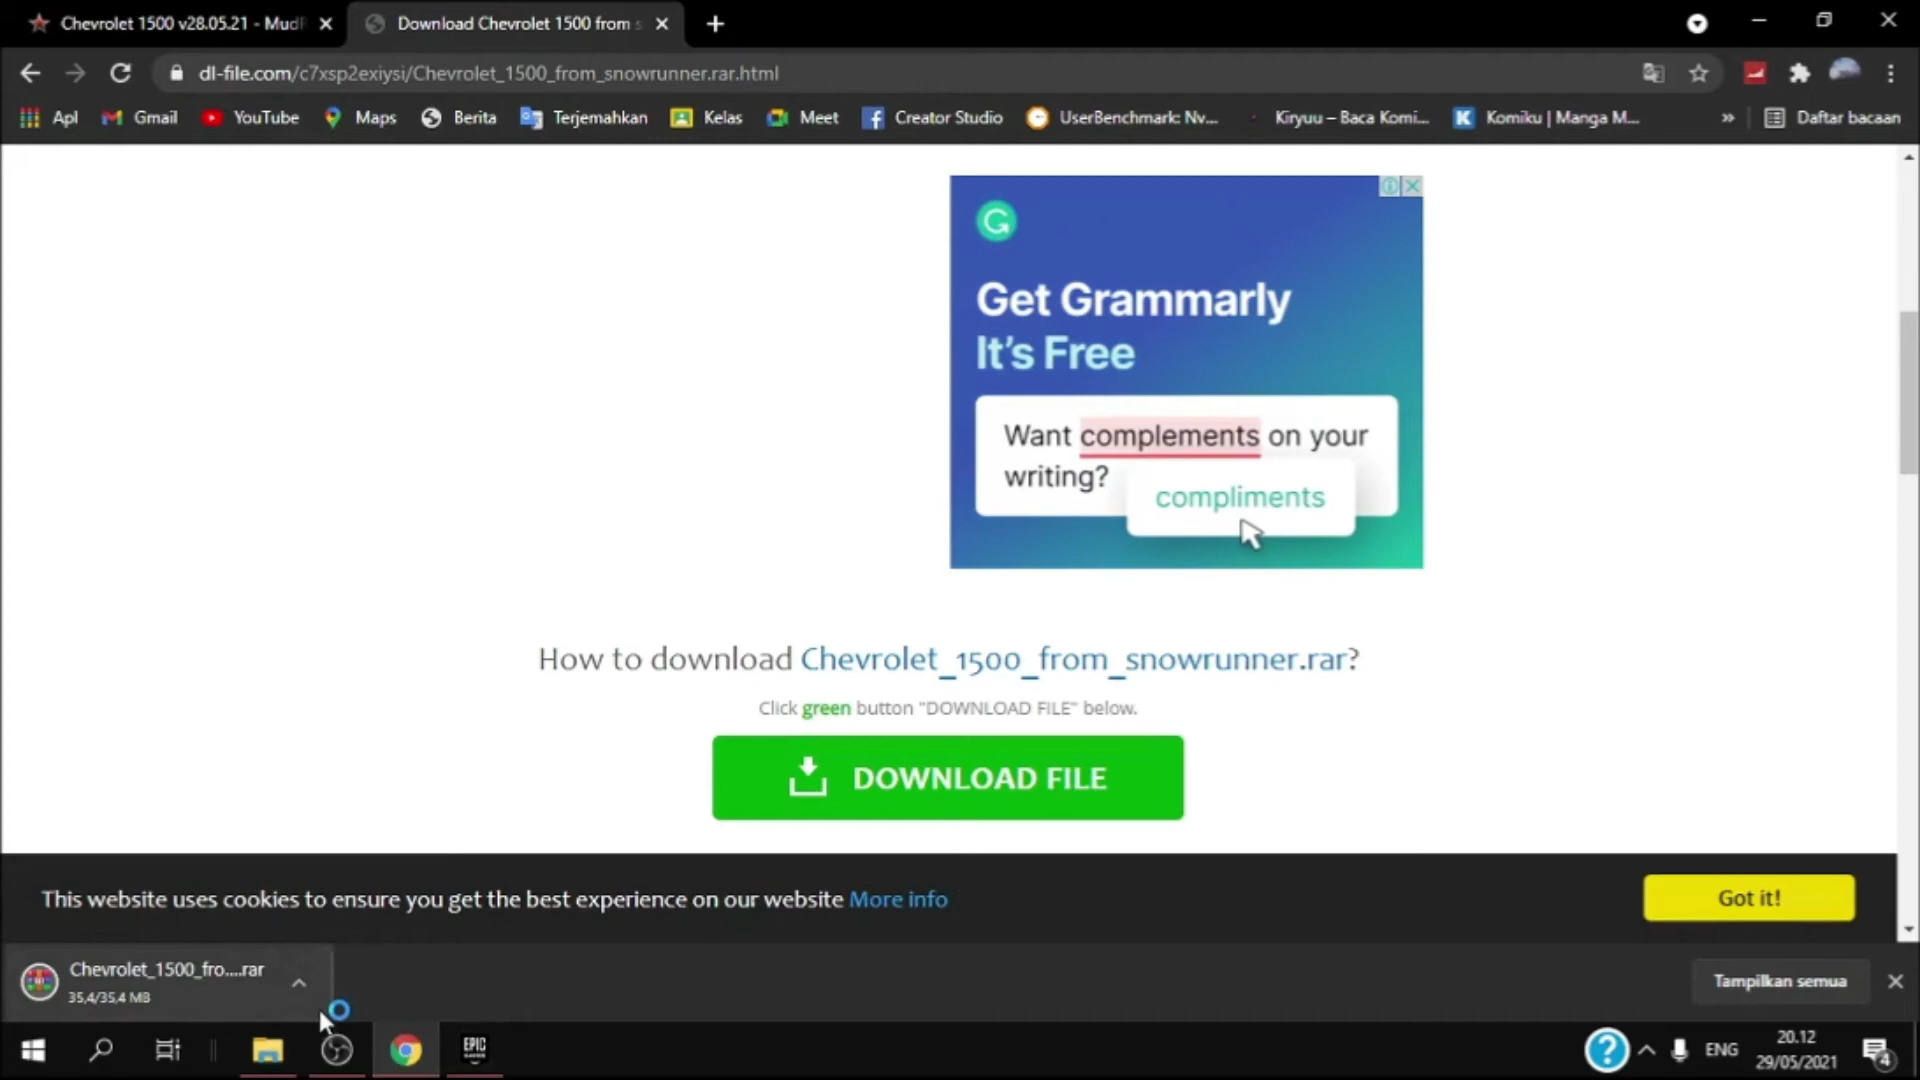 Chevrolet 1500 v28.05.21 - Mud
Download Chevrolet 1500 from s
dl-file.com/c7xsp2exiysi/Chevrolet_1500_from_snowrunner.rar.html
Apl
Gmail
YouTube
Maps
Berita
Terjemahkan
Kelas
Meet
Creator Studio
UserBenchmark: Nv...
Kiryuu – Baca Komi...
K
Komiku | Manga M...
»
Daftar bacaan
G
Get Grammarly
It's Free
Want complements on your
writing?
compliments
How to download Chevrolet_1500_from_snowrunner.rar?
Click green button "DOWNLOAD FILE" below.
DOWNLOAD FILE
This website uses cookies to ensure you get the best experience on our website More info
Got it!
Chevrolet_1500_fro....rar
35,4/35,4 MB
Tampilkan semua
EPIC
GAMES
?
ENG
20.12
29/05/2021
4